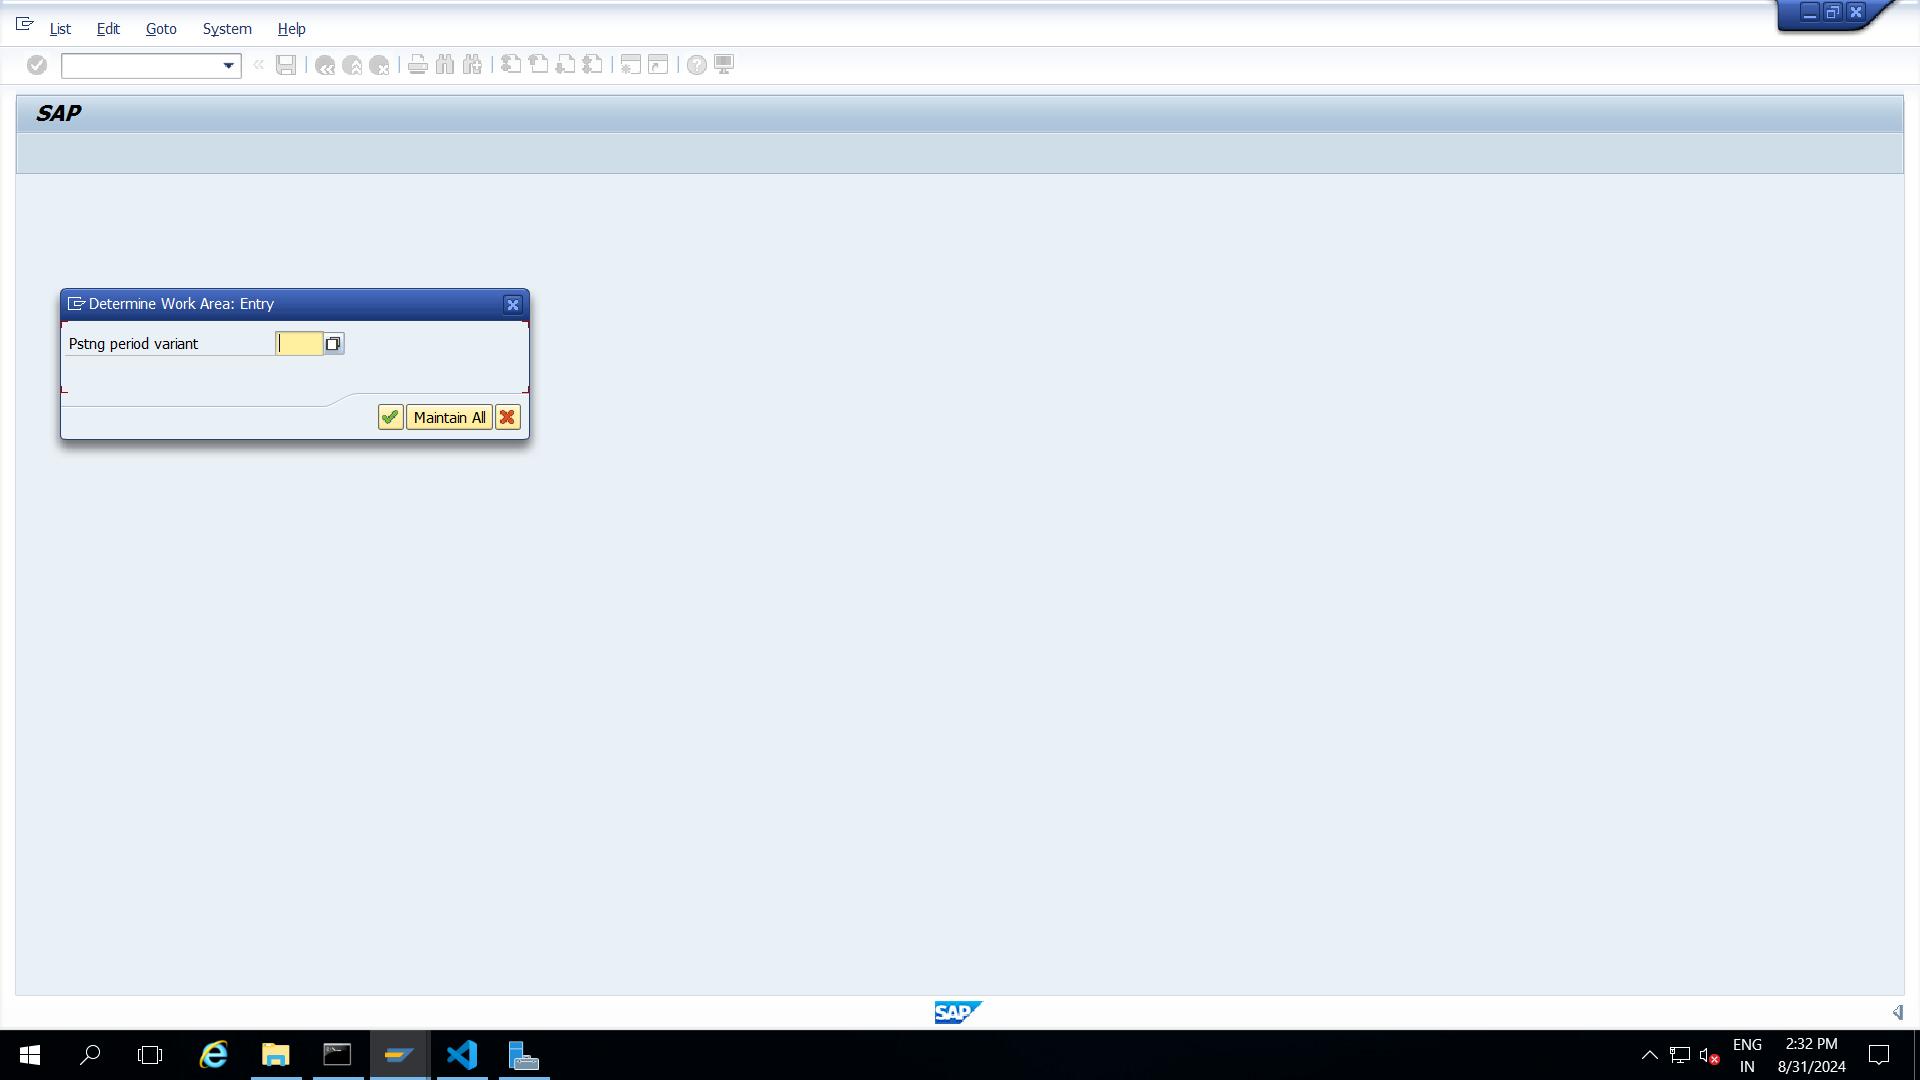 List Edit Goto System Help
SAP
Determine Work Area: Entry
Pstng period variant
Maintain All
SAP
ENG
IN
2:32 PM
8/31/2024